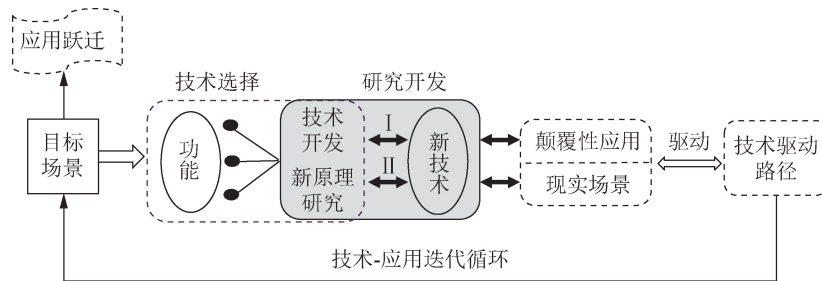 应用跃迁
技术选择
研究开发
目标
场景
功能
技术
开发
新原理
研究
Ⅰ
Ⅱ
新技术
颠覆性应用
现实场景
驱动
技术驱动
路径
技术-应用迭代循环